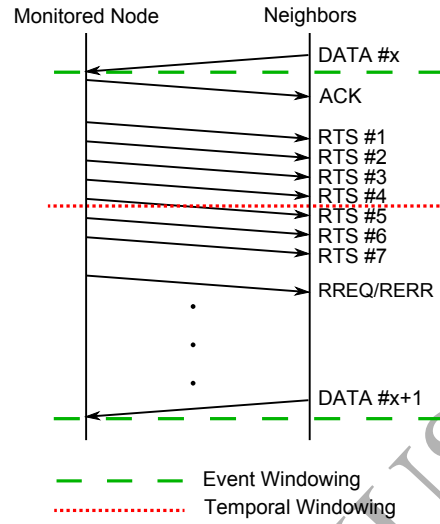 Monitored Node
Neighbors
DATA #x
ACK
RTS #1
RTS #2
RTS #3
RTS #4
RTS #5
RTS #6
RTS #7
RREQ/RERR
DATA #x+1
Event Windowing
Temporal Windowing